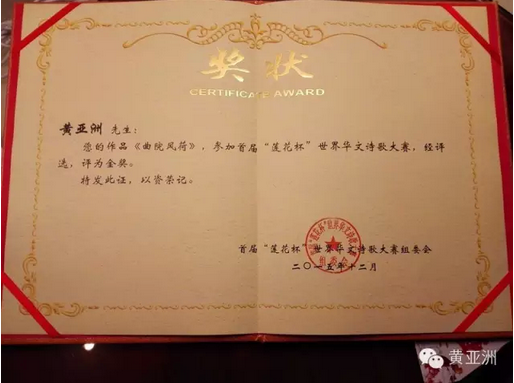 奖状
CERTIFICATE AWARD
黄亚洲 先生:
您的作品《曲院风荷》,参加首届“莲花杯”世界华文诗歌大赛,经评
选,评为金奖。
特发此证,以资荣记。
首届“莲花杯”世界华文诗歌大赛组委会
二〇一五年十二月
黄亚洲